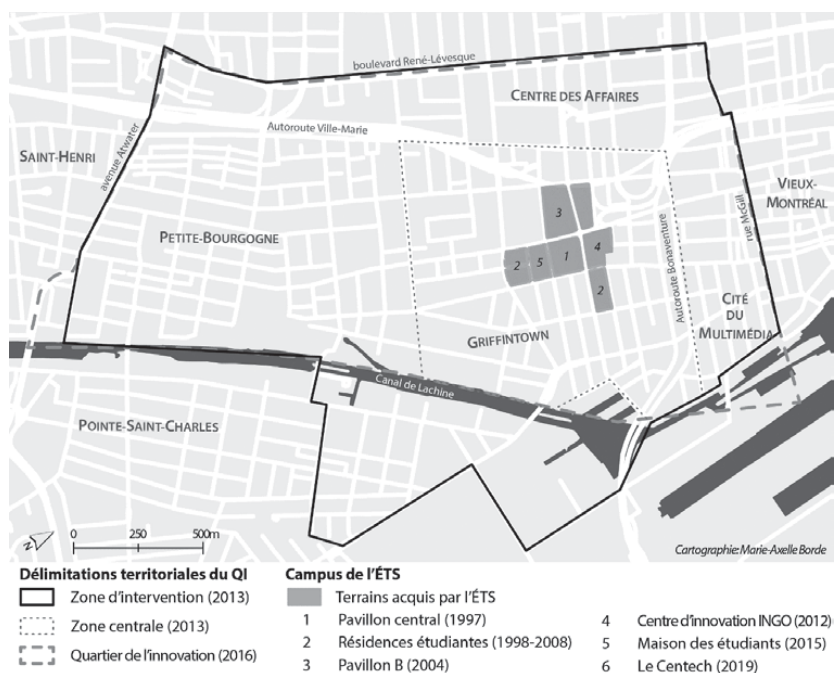 boulevard René-Lévesque
CENTRE DES AFFAIRES
Autoroute Ville-Marie
SAINT-HENRI
avenue Atwater
VIEUX-
MONTRÉAL
rue McGill
3
PETITE-BOURGOGNE
Autoroute Bonaventure
4
2
5
1
2
CITÉ
DU
MULTIMÉDIA
GRIFFINTOWN
Canal de Lachine
POINTE-SAINT-CHARLES
N
0 250 500m
Cartographie: Marie-Axelle Borde
Délimitations territoriales du QI
Zone d'intervention (2013)
Zone centrale (2013)
Quartier de l'innovation (2016)
Campus de l'ÉTS
Terrains acquis par l'ÉTS
1 Pavillon central (1997)
2 Résidences étudiantes (1998-2008)
3 Pavillon B (2004)
4 Centre d'innovation INGO (2012)
5 Maison des étudiants (2015)
6 Le Centech (2019)